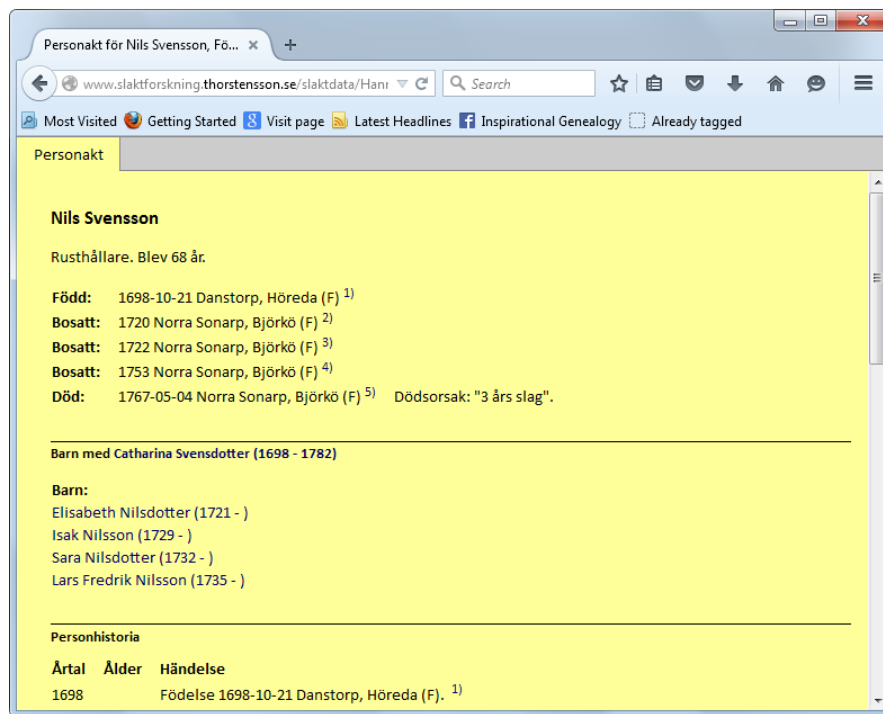 Personakt för Nils Svensson, Fö...
www.slaktforskning.thorstensson.se/slaktdata/Hanr Search
Most Visited Getting Started 8 Visit page Latest Headlines f Inspirational Genealogy Already tagged
Personakt
Nils Svensson
Rusthållare. Blev 68 år.
Född: 1698-10-21 Danstorp, Höreda (F) 1)
Bosatt: 1720 Norra Sonarp, Björkö (F) 2)
Bosatt: 1722 Norra Sonarp, Björkö (F) 3)
Bosatt: 1753 Norra Sonarp, Björkö (F) 4)
Död: 1767-05-04 Norra Sonarp, Björkö (F) 5) Dödsorsak: "3 års slag".
Barn med Catharina Svensdotter (1698 - 1782)
Barn:
Elisabeth Nilsdotter (1721 - )
Isak Nilsson (1729 - )
Sara Nilsdotter (1732 - )
Lars Fredrik Nilsson (1735 - )
Personhistoria
Årtal Ålder Händelse
1698 Födelse 1698-10-21 Danstorp, Höreda (F). 1)